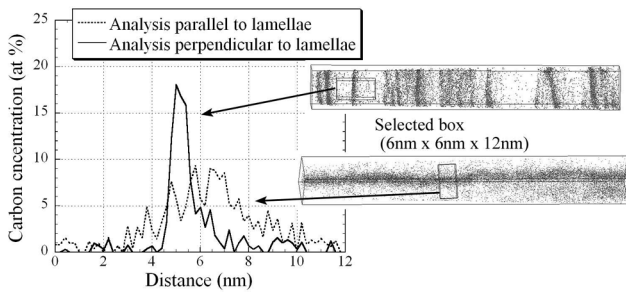 Analysis parallel to lamellae
Analysis perpendicular to lamellae
Carbon cncentration (at %)
25
20
15
10
5
0
0 2 4 6 8 10 12
Distance (nm)
Selected box
(6nm x 6nm x 12nm)